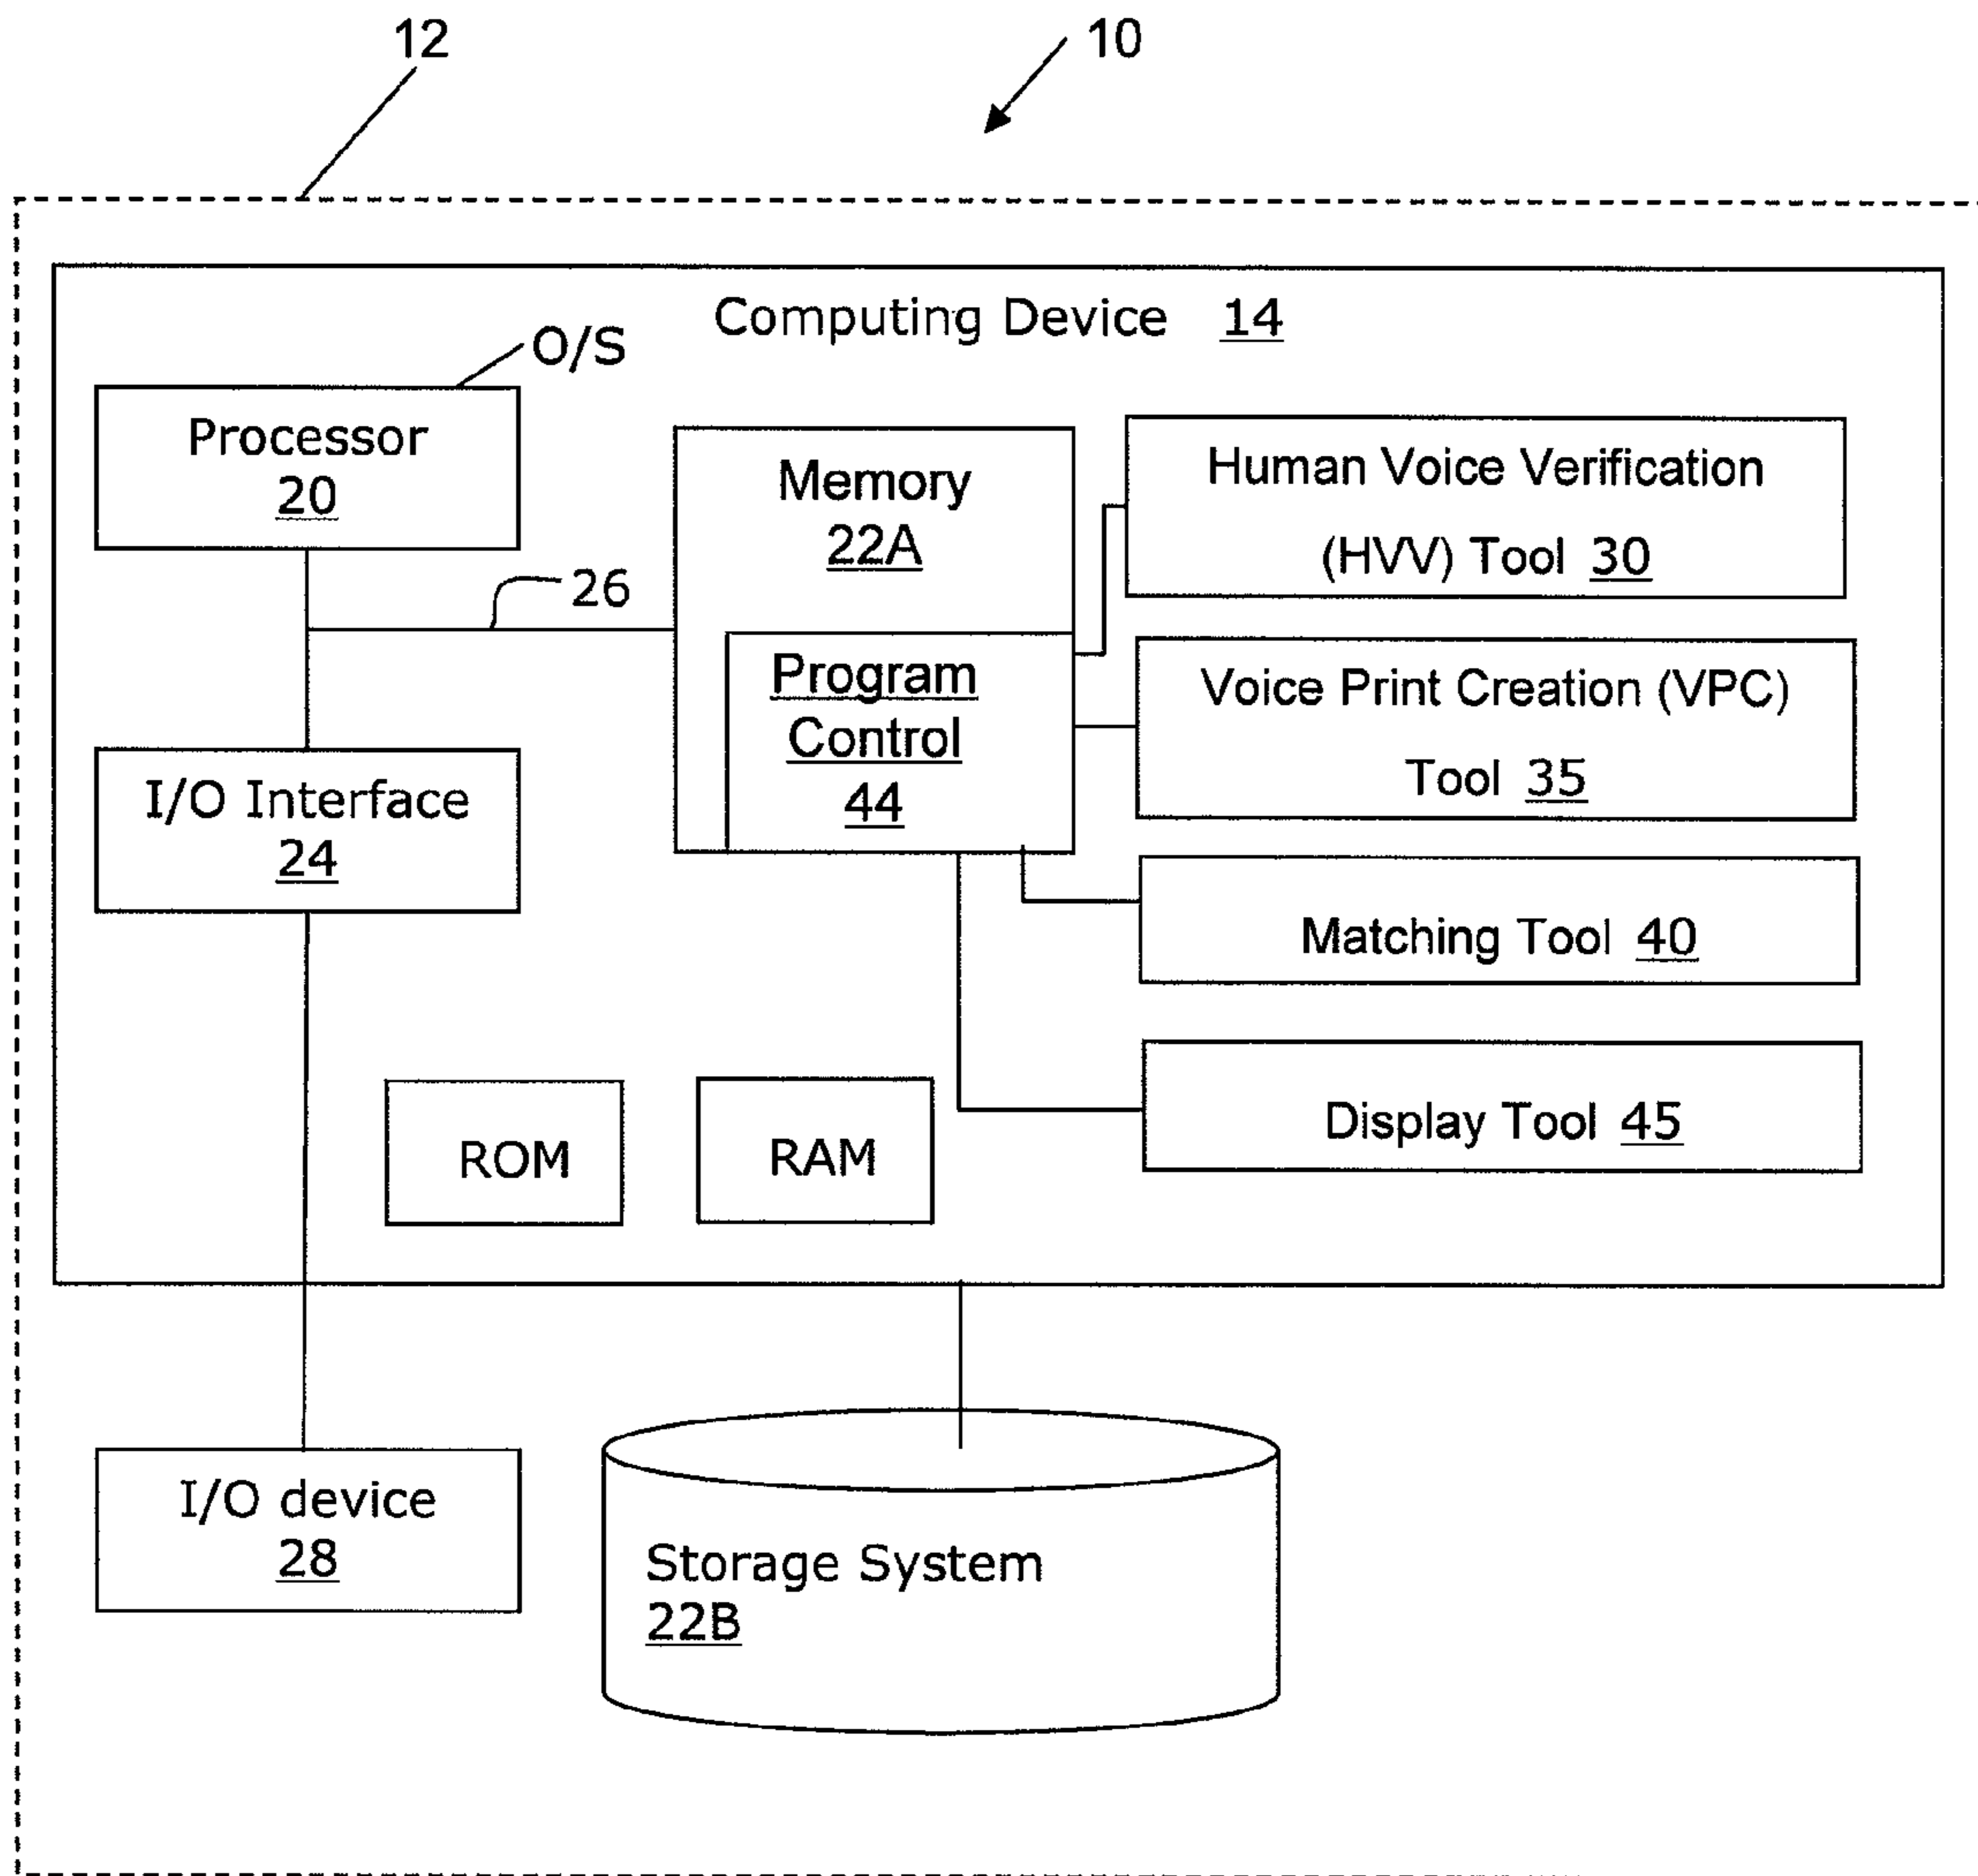 12
10
Computing Device 14
O/S
Processor
20
Memory
22A
Human Voice Verification
(HVV) Tool 30
26
Program
Control
44
Voice Print Creation (VPC)
Tool 35
I/O Interface
24
Matching Tool 40
Display Tool 45
ROM
RAM
I/O device
28
Storage System
22B